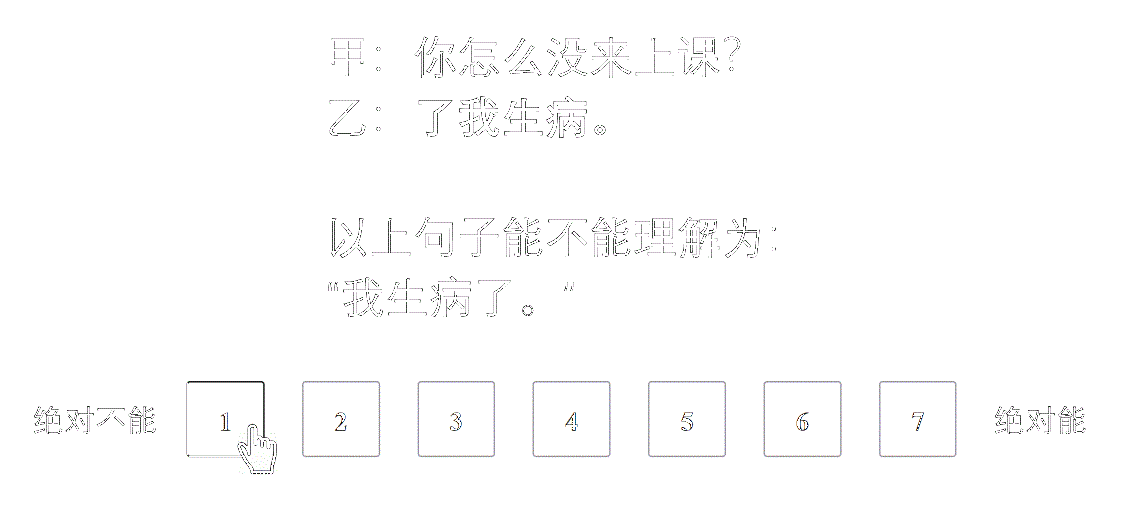 甲：你怎么没来上课？
乙：了我生病。
以上句子能不能理解为：
“我生病了。”
绝对不能 1 2 3 4 5 6 7 绝对能